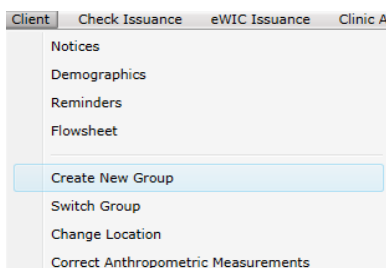 Client Check Issuance eWIC Issuance Clinic A
Notices
Demographics
Reminders
Flowsheet
Create New Group
Switch Group
Change Location
Correct Anthropometric Measurements